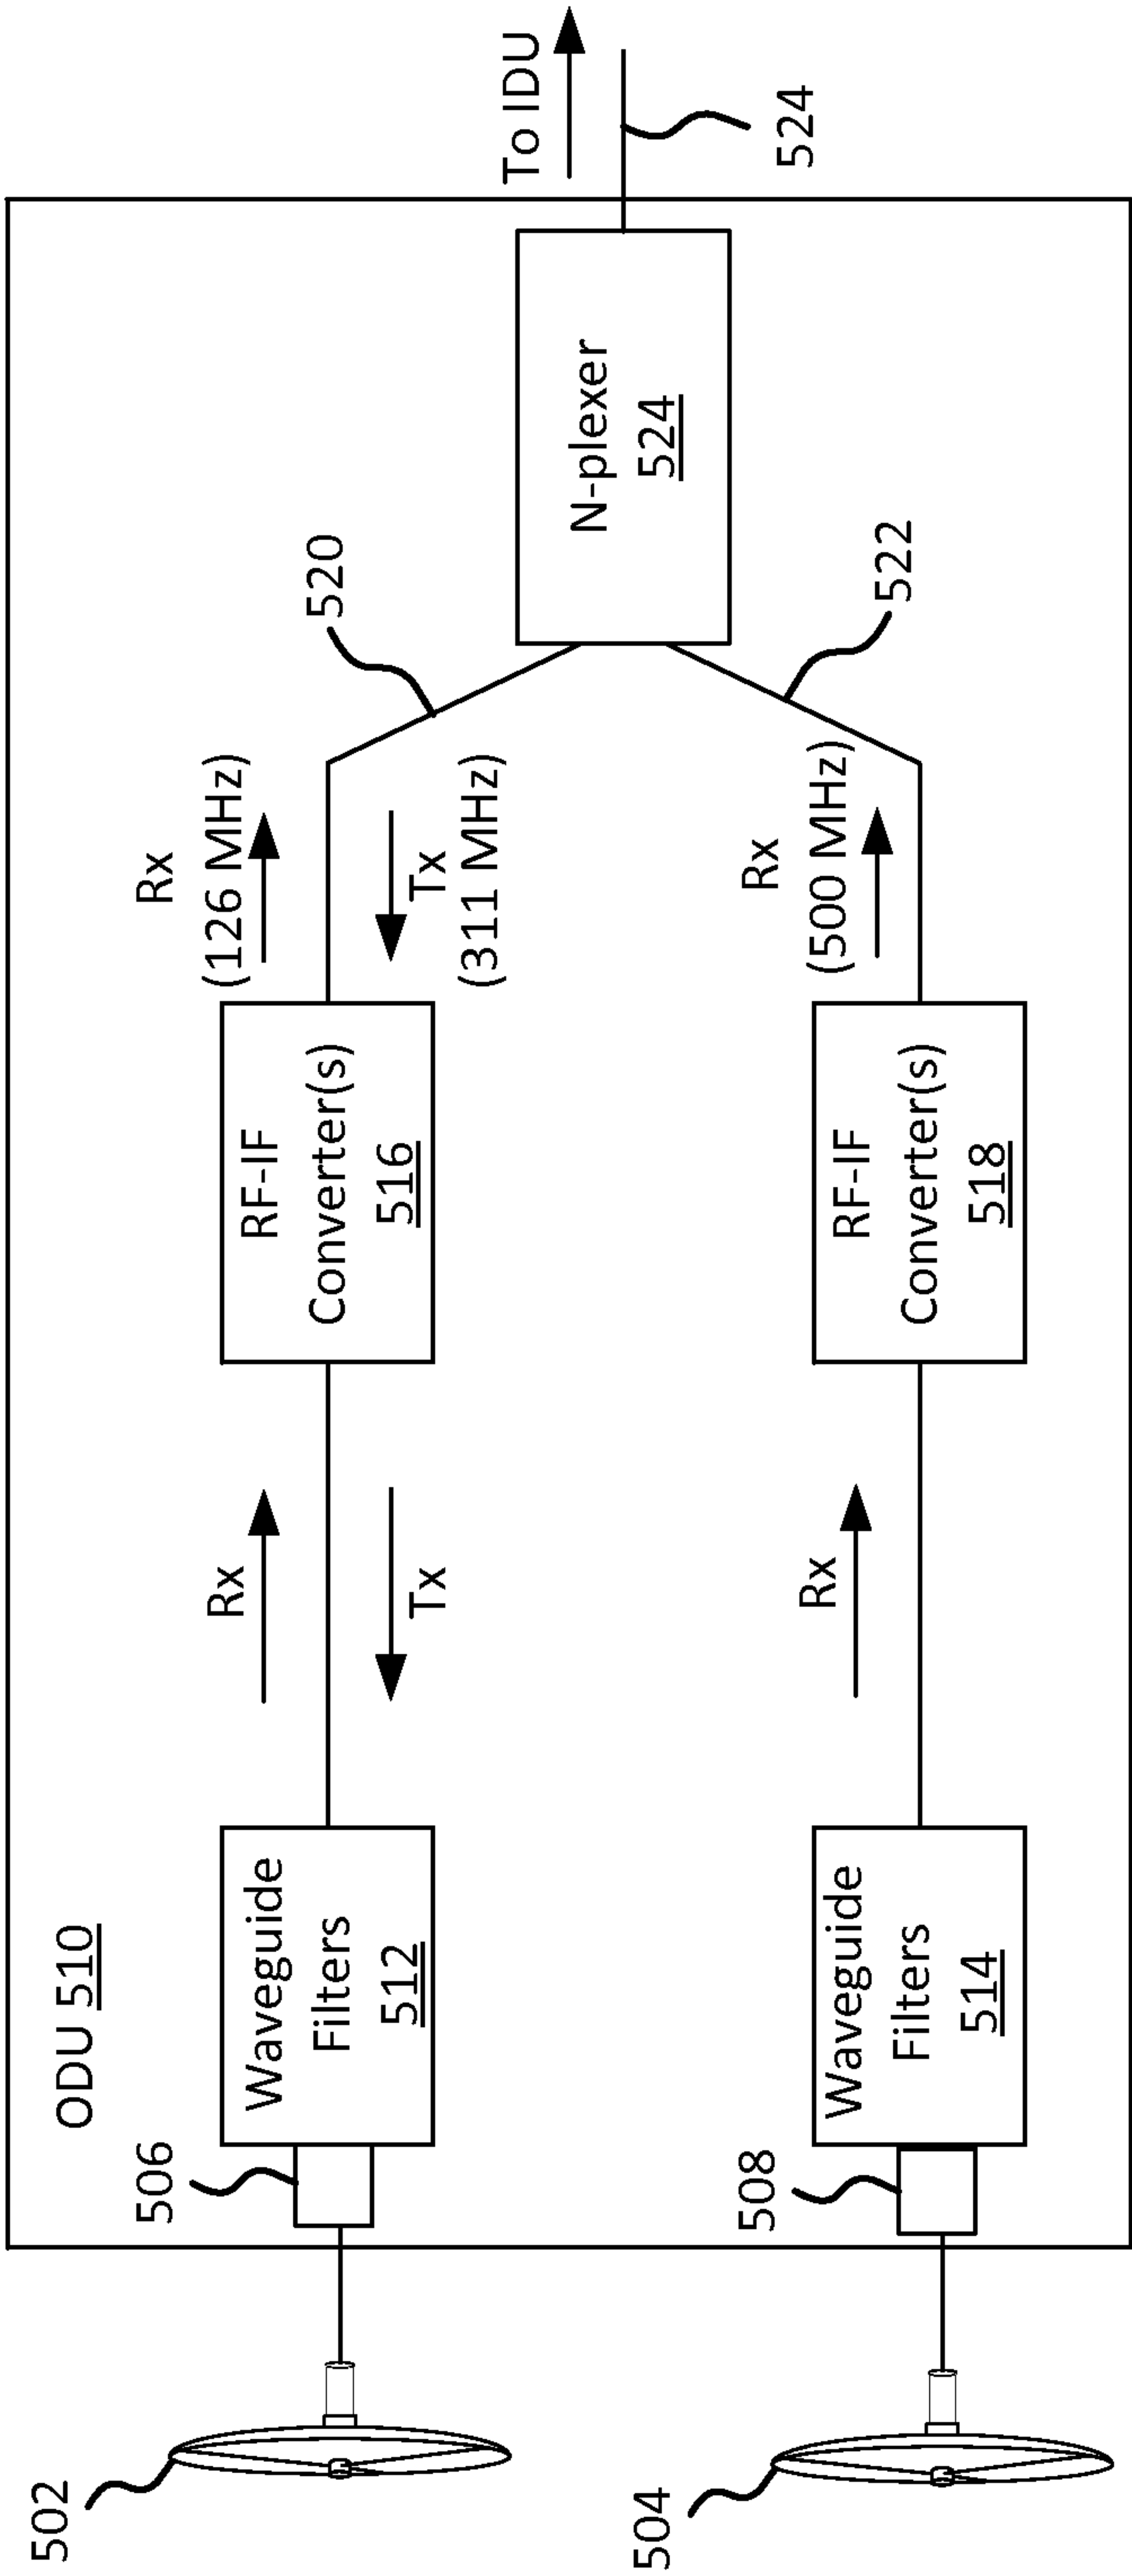 ODU 510
502
506
Waveguide
Filters
512
Rx
Tx
RF-IF
Converter(s)
516
Rx
(126 MHz)
Tx
(311 MHz)
520
N-plexer
524
To IDU
524
504
508
Waveguide
Filters
514
Rx
RF-IF
Converter(s)
518
Rx
(500 MHz)
522